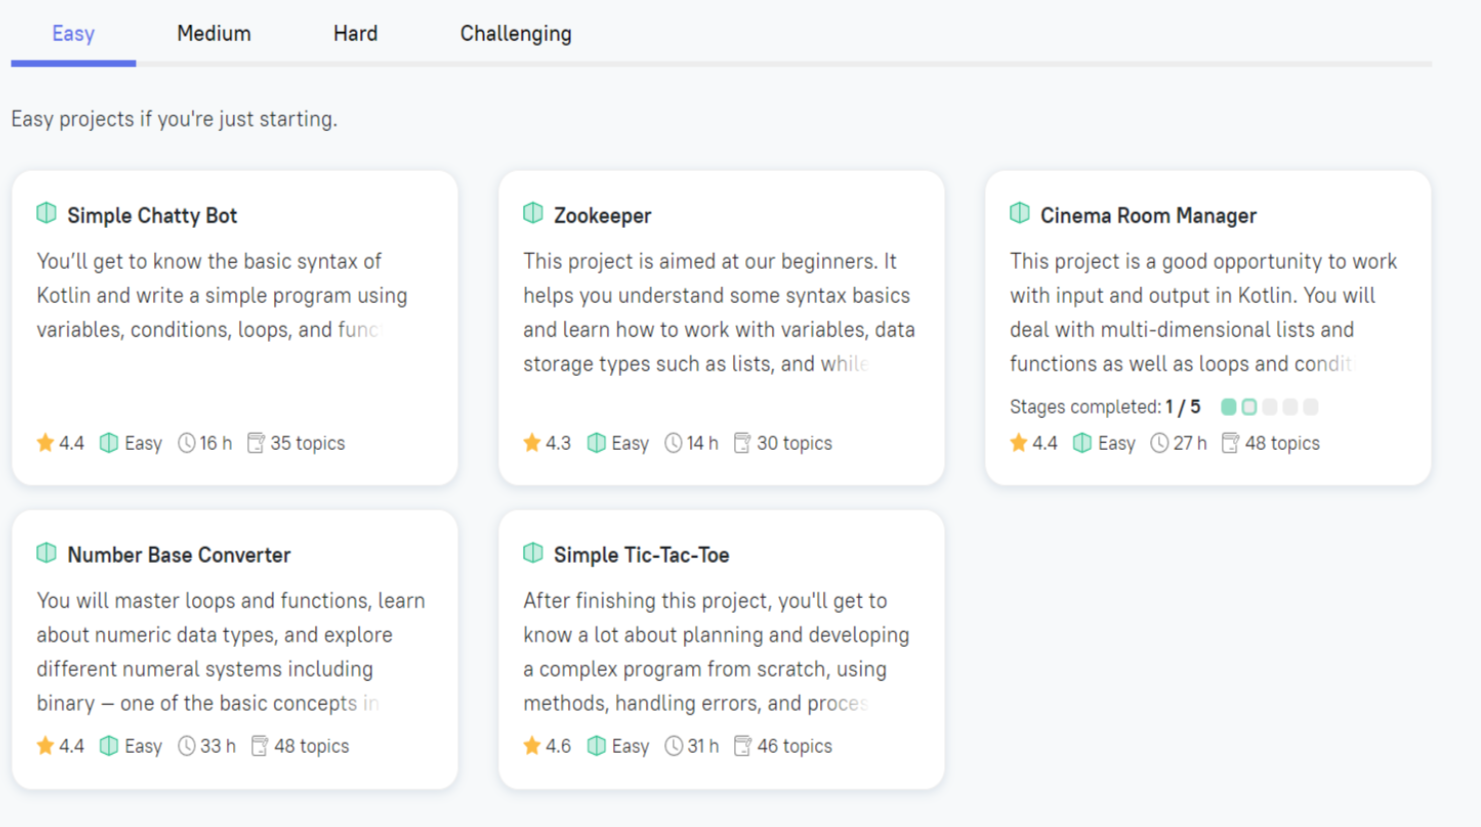 Easy Medium Hard Challenging
Easy projects if you're just starting.
Simple Chatty Bot
You'll get to know the basic syntax of
Kotlin and write a simple program using
variables, conditions, loops, and func
4.4 Easy 16 h 35 topics
Zookeeper
This project is aimed at our beginners. It
helps you understand some syntax basics
and learn how to work with variables, data
storage types such as lists, and while
4.3 Easy 14 h 30 topics
Cinema Room Manager
This project is a good opportunity to work
with input and output in Kotlin. You will
deal with multi-dimensional lists and
functions as well as loops and condit
Stages completed: 1 / 5
4.4 Easy 27 h 48 topics
Number Base Converter
You will master loops and functions, learn
about numeric data types, and explore
different numeral systems including
binary – one of the basic concepts in
4.4 Easy 33 h 48 topics
Simple Tic-Tac-Toe
After finishing this project, you'll get to
know a lot about planning and developing
a complex program from scratch, using
methods, handling errors, and proces
4.6 Easy 31 h 46 topics